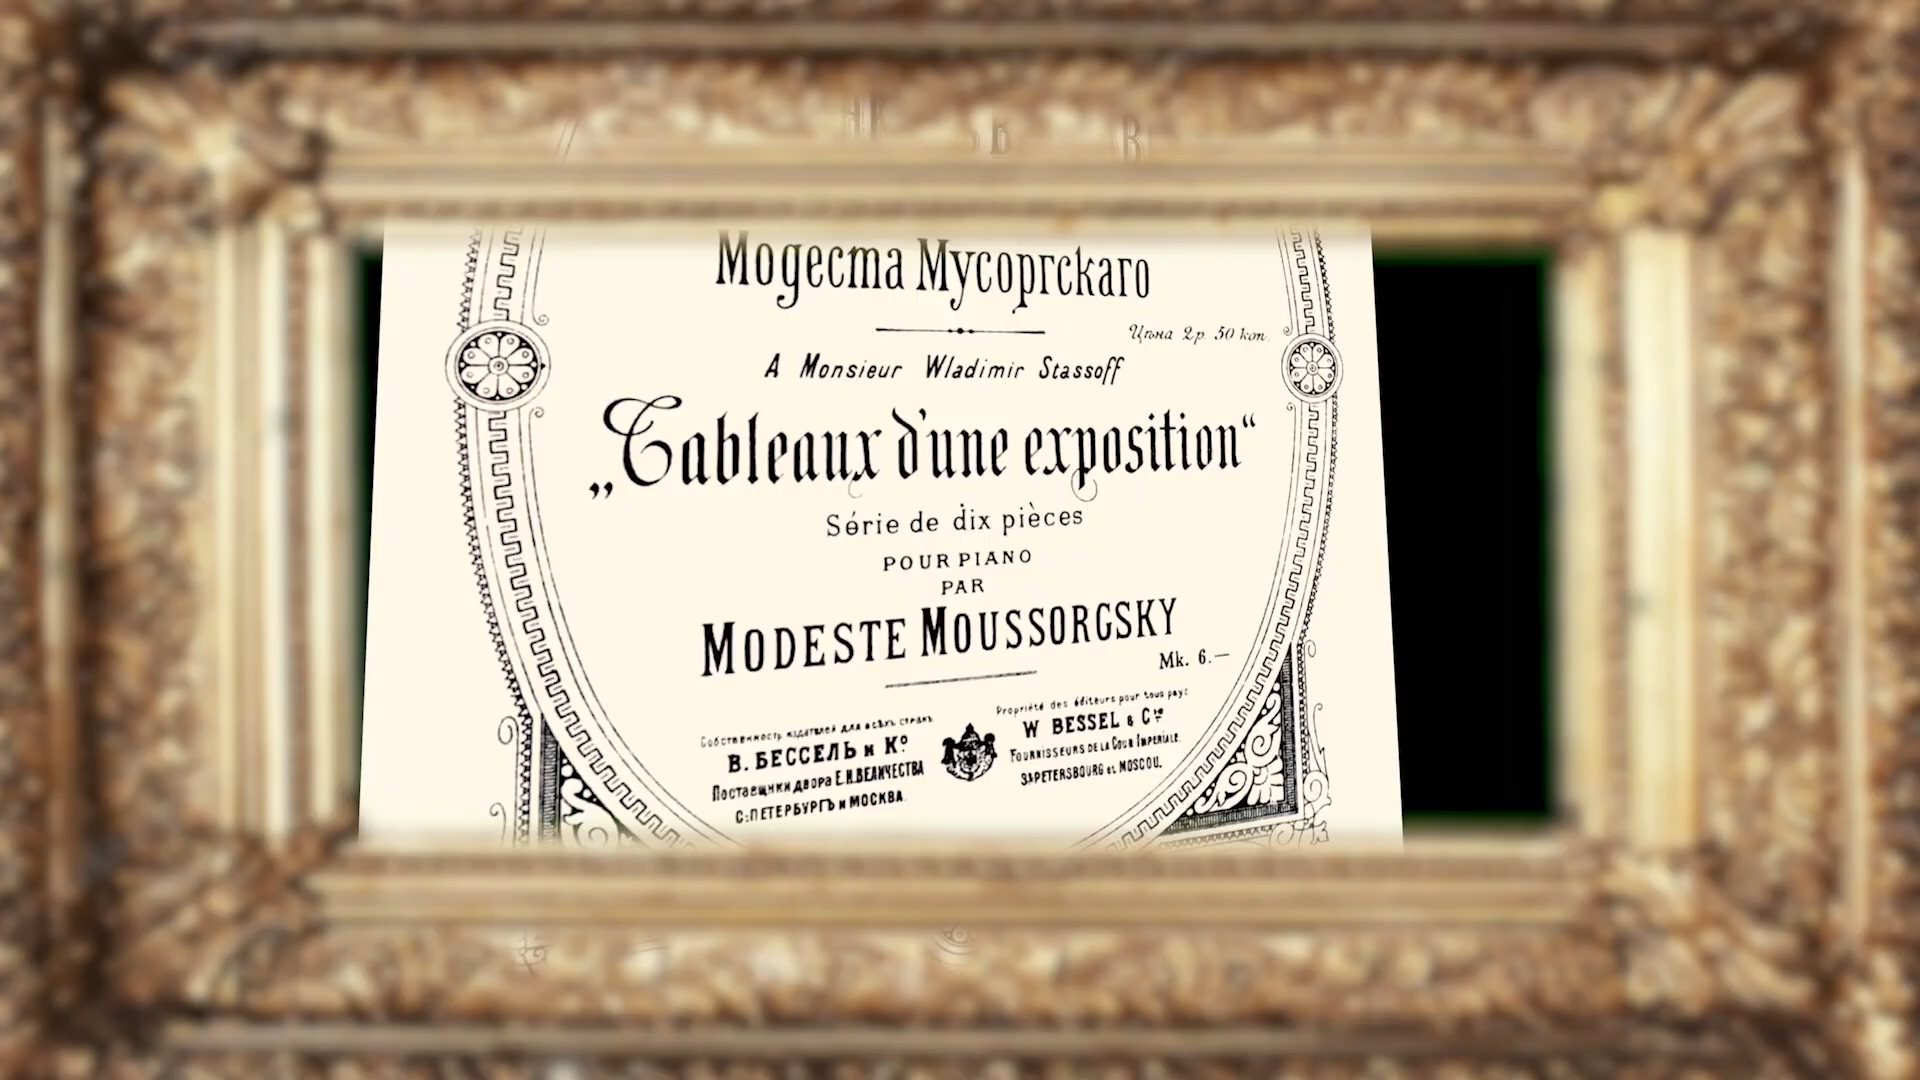 Модеста Мусоргскаго
Цѣна 2 р. 50 коп.
A Monsieur Wladimir Stassoff
„Tableaux d'une exposition“
Série de dix pièces
POUR PIANO
PAR
MODESTE MOUSSORGSKY
Mk. 6.—
Собственность издателей для всѣхъ странъ
В. БЕССЕЛЬ и Кº
Поставщики двора Е.И.ВЕЛИЧЕСТВА
С:ПЕТЕРБУРГЪ и МОСКВА.
Propriété des éditeurs pour tous pays
W BESSEL & Cie
FOURNISSEURS DE LA COUR IMPERIALE.
St PETERSBOURG et MOSCOU.